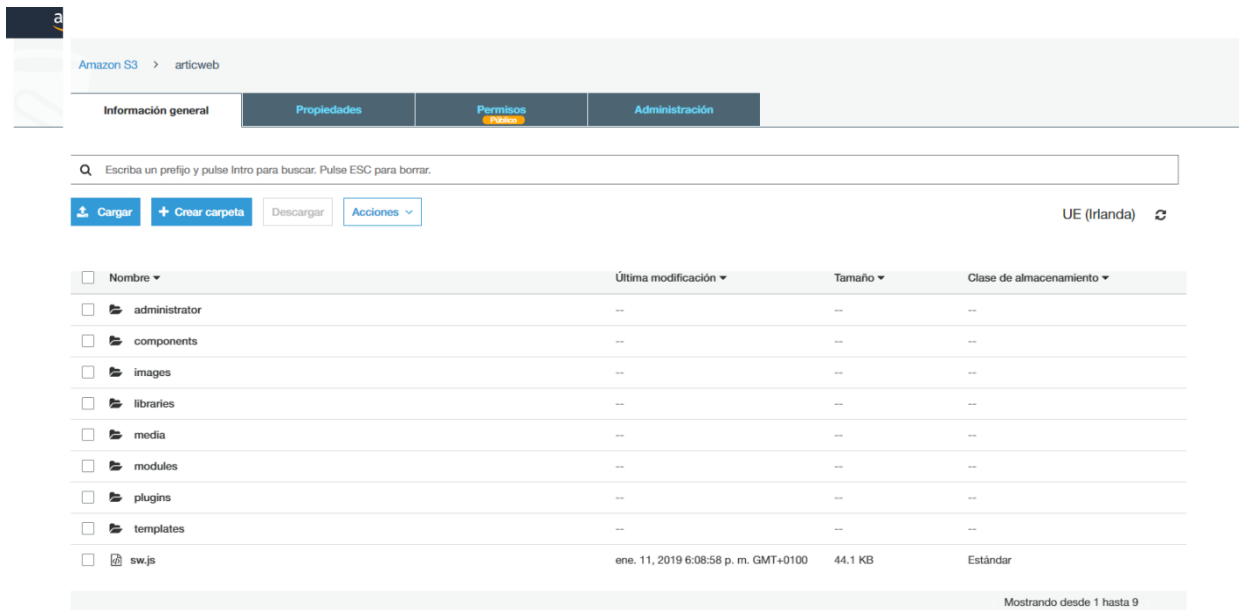 a
Amazon S3 > articweb
Información general Propiedades Permisos Administración
Público
Escriba un prefijo y pulse Intro para buscar. Pulse ESC para borrar.
Cargar + Crear carpeta Descargar Acciones UE (Irlanda)
Nombre Última modificación Tamaño Clase de almacenamiento
administrator -- -- --
components -- -- --
images -- -- --
libraries -- -- --
media -- -- --
modules -- -- --
plugins -- -- --
templates -- -- --
sw.js ene. 11, 2019 6:08:58 p. m. GMT+0100 44.1 KB Estándar
Mostrando desde 1 hasta 9